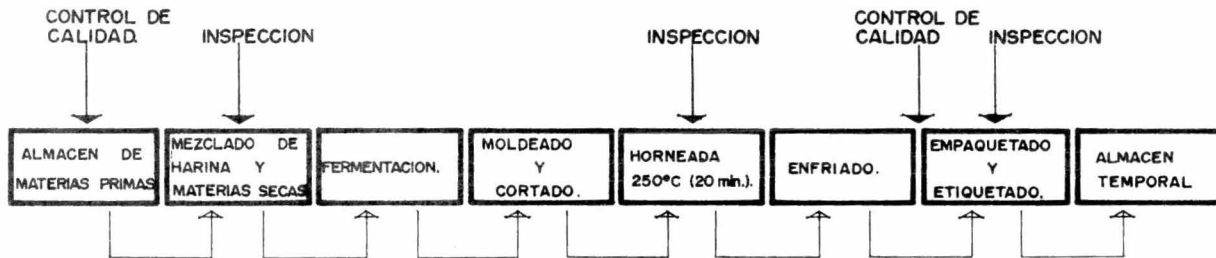 CONTROL DE
CALIDAD.
INSPECCION
INSPECCION
CONTROL DE
CALIDAD
INSPECCION
ALMACEN DE
MATERIAS PRIMAS
MEZCLADO DE
HARINA Y
MATERIAS SECAS
FERMENTACION.
MOLDEADO
Y
CORTADO.
HORNEADA
250°C (20 min.).
ENFRIADO.
EMPAQUETADO
Y
ETIQUETADO.
ALMACEN
TEMPORAL